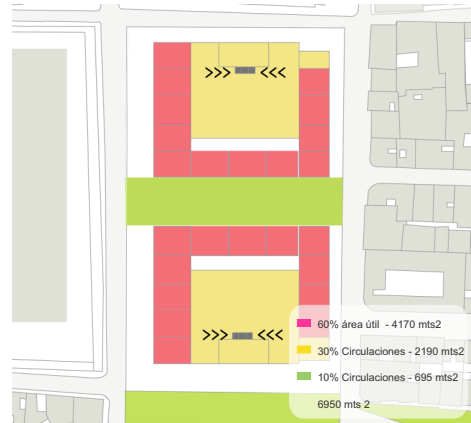 >>> <<<
>>> <<<
60% área útil - 4170 mts2
30% Circulaciones - 2190 mts2
10% Circulaciones - 695 mts2
6950 mts 2